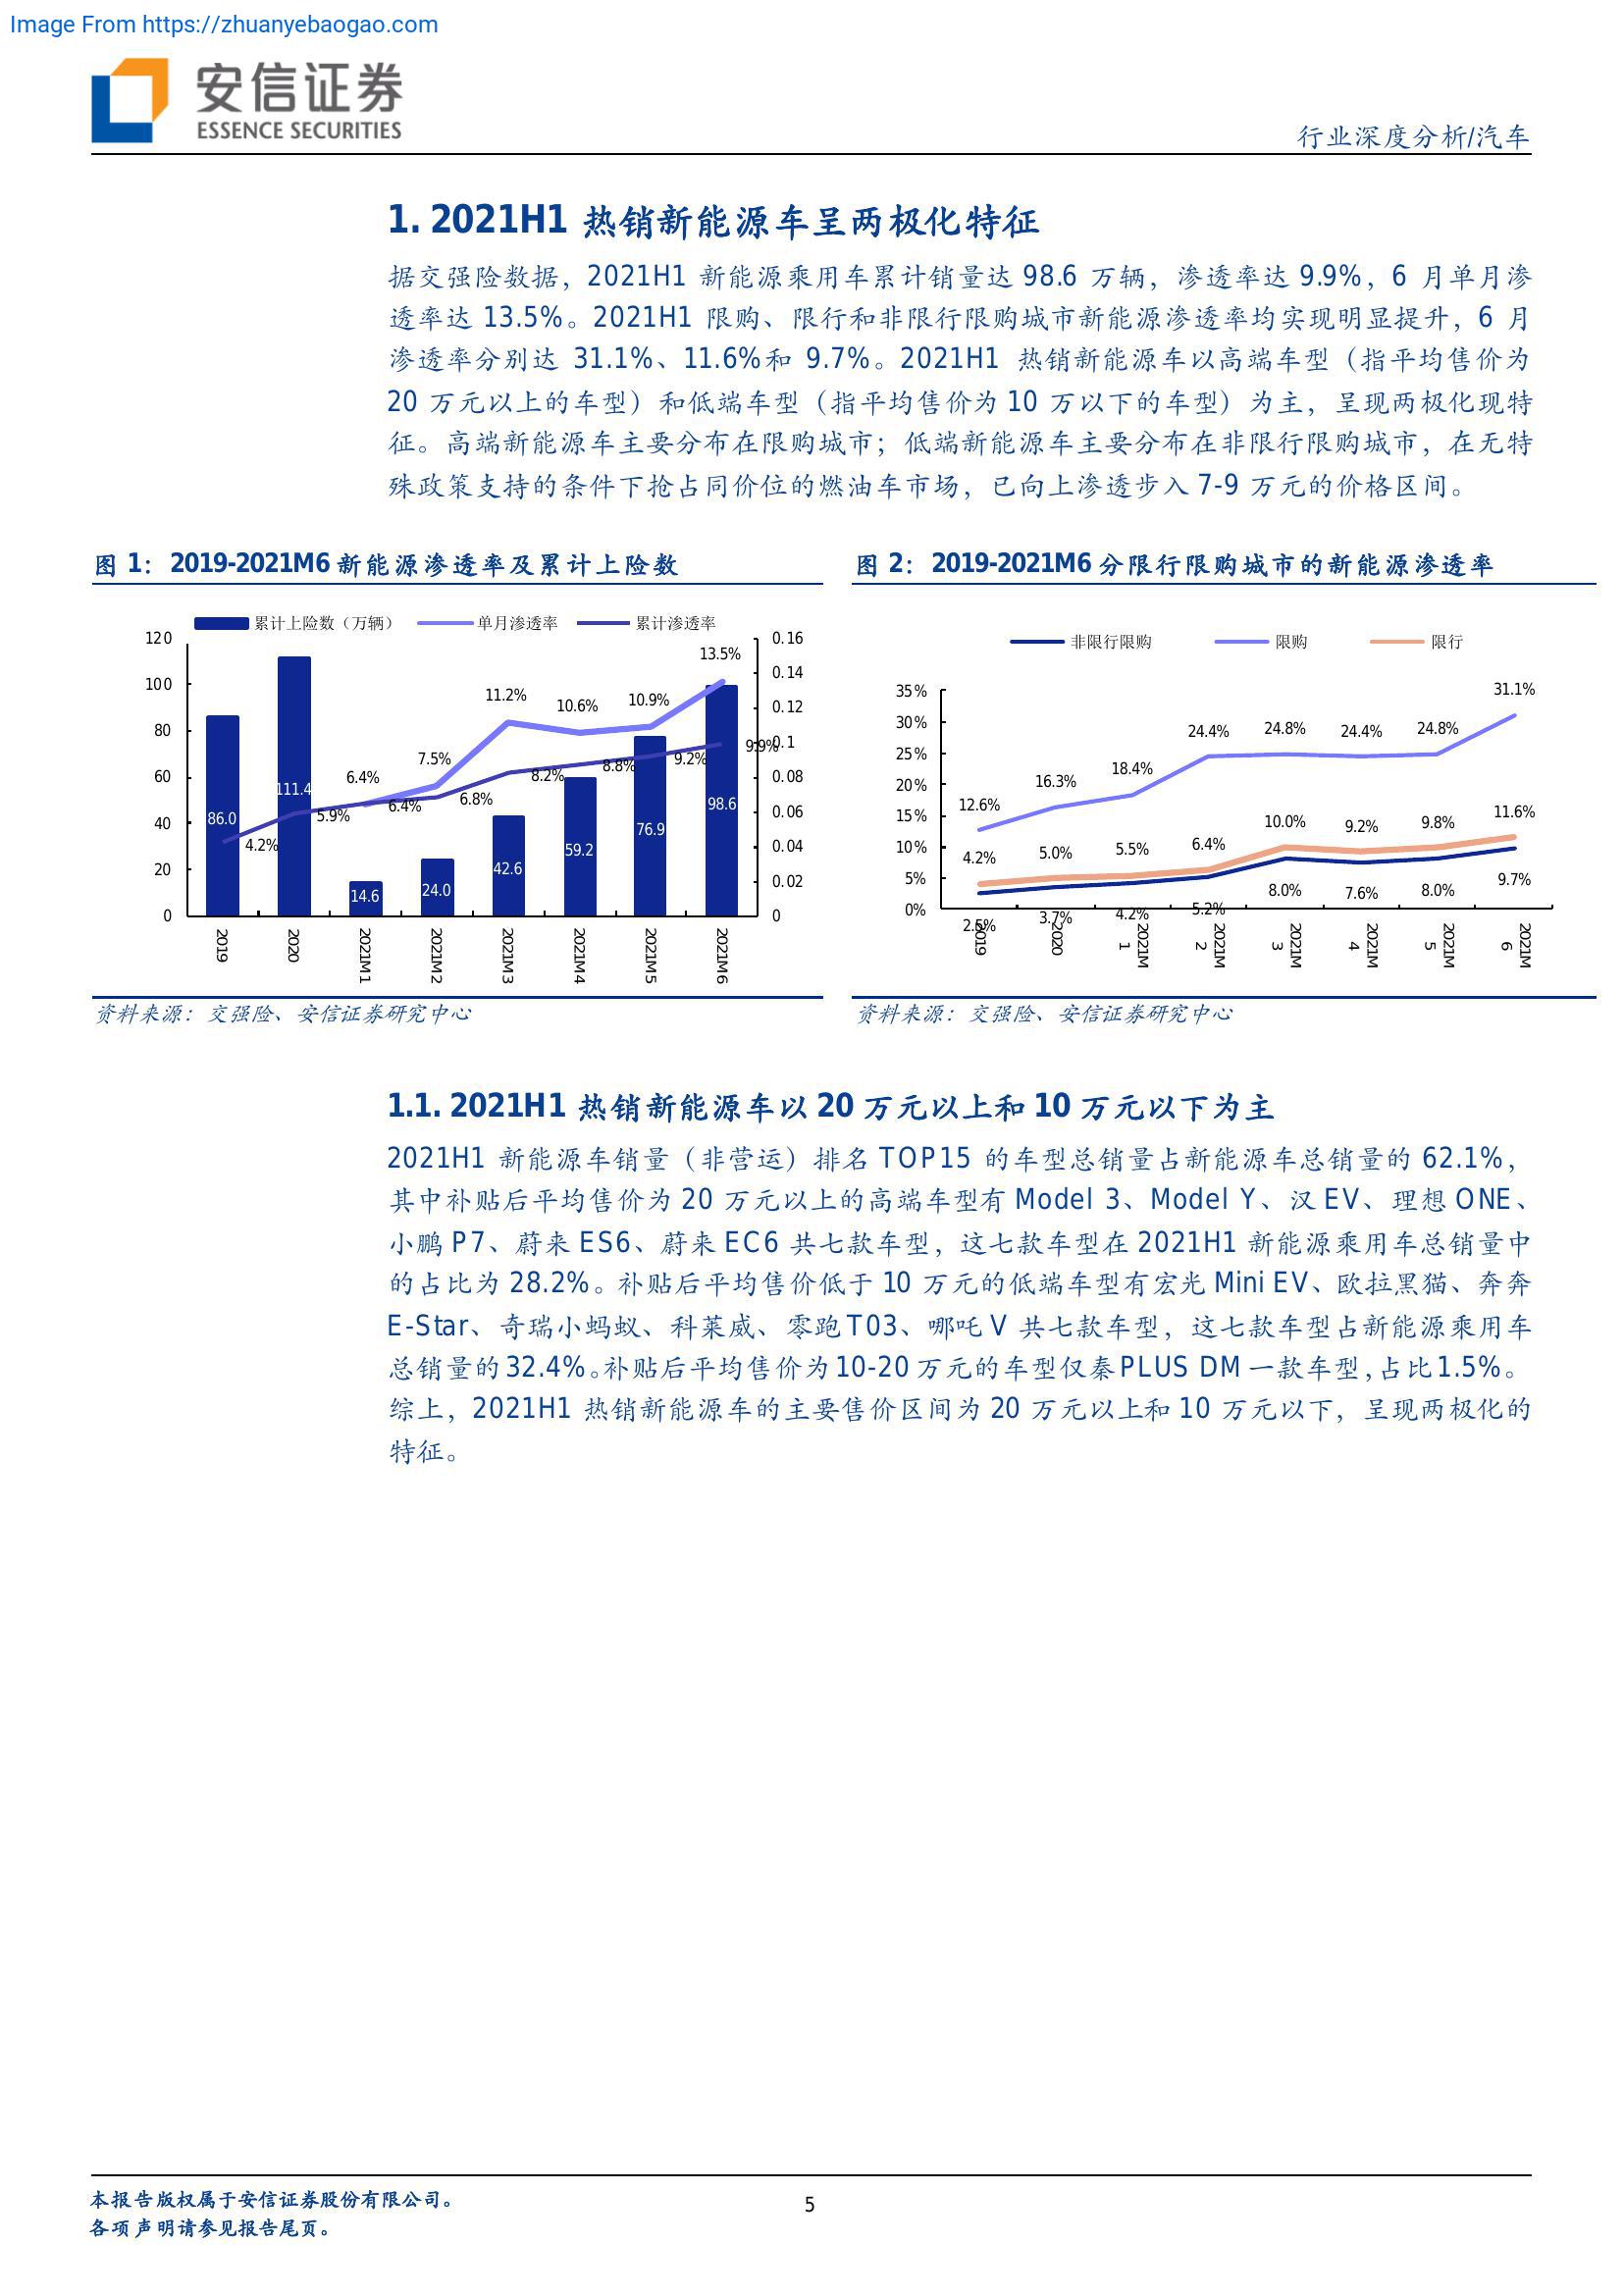 Image From https://zhuanyebaogao.com
安信证券
ESSENCE SECURITIES
行业深度分析/汽车
1. 2021H1 热销新能源车呈两极化特征
据交强险数据，2021H1 新能源乘用车累计销量达 98.6 万辆，渗透率达 9.9%，6 月单月渗
透率达 13.5%。2021H1 限购、限行和非限行限购城市新能源渗透率均实现明显提升，6 月
渗透率分别达 31.1%、11.6%和 9.7%。2021H1 热销新能源车以高端车型（指平均售价为
20 万元以上的车型）和低端车型（指平均售价为 10 万以下的车型）为主，呈现两极化现特
征。高端新能源车主要分布在限购城市；低端新能源车主要分布在非限行限购城市，在无特
殊政策支持的条件下抢占同价位的燃油车市场，已向上渗透步入 7-9 万元的价格区间。
图 1：2019-2021M6 新能源渗透率及累计上险数
累计上险数（万辆） 单月渗透率 累计渗透率
120
100
80
60
40
20
0
0.16
0.14
0.12
0.1
0.08
0.06
0.04
0.02
0
86.0 111.4 14.6 24.0 42.6 59.2 76.9 98.6
6.4% 7.5% 11.2% 10.6% 10.9% 13.5%
4.2% 5.9% 6.4% 6.8% 8.2% 8.8% 9.2% 9.9%
2019 2020 2021M1 2021M2 2021M3 2021M4 2021M5 2021M6
资料来源：交强险、安信证券研究中心
图 2：2019-2021M6 分限行限购城市的新能源渗透率
非限行限购 限购 限行
35%
30%
25%
20%
15%
10%
5%
0%
12.6% 16.3% 18.4% 24.4% 24.8% 24.4% 24.8% 31.1%
4.2% 5.0% 5.5% 6.4% 10.0% 9.2% 9.8% 11.6%
2.5% 3.7% 4.2% 5.2% 8.0% 7.6% 8.0% 9.7%
2019 2020 2021M1 2021M2 2021M3 2021M4 2021M5 2021M6
资料来源：交强险、安信证券研究中心
1.1. 2021H1 热销新能源车以 20 万元以上和 10 万元以下为主
2021H1 新能源车销量（非营运）排名 TOP15 的车型总销量占新能源车总销量的 62.1%，
其中补贴后平均售价为 20 万元以上的高端车型有 Model 3、Model Y、汉 EV、理想 ONE、
小鹏 P7、蔚来 ES6、蔚来 EC6 共七款车型，这七款车型在 2021H1 新能源乘用车总销量中
的占比为 28.2%。补贴后平均售价低于 10 万元的低端车型有宏光 Mini EV、欧拉黑猫、奔奔
E-Star、奇瑞小蚂蚁、科莱威、零跑 T03、哪吒 V 共七款车型，这七款车型占新能源乘用车
总销量的 32.4%。补贴后平均售价为 10-20 万元的车型仅秦 PLUS DM 一款车型，占比 1.5%。
综上，2021H1 热销新能源车的主要售价区间为 20 万元以上和 10 万元以下，呈现两极化的
特征。
本报告版权属于安信证券股份有限公司。
5
各项声明请参见报告尾页。